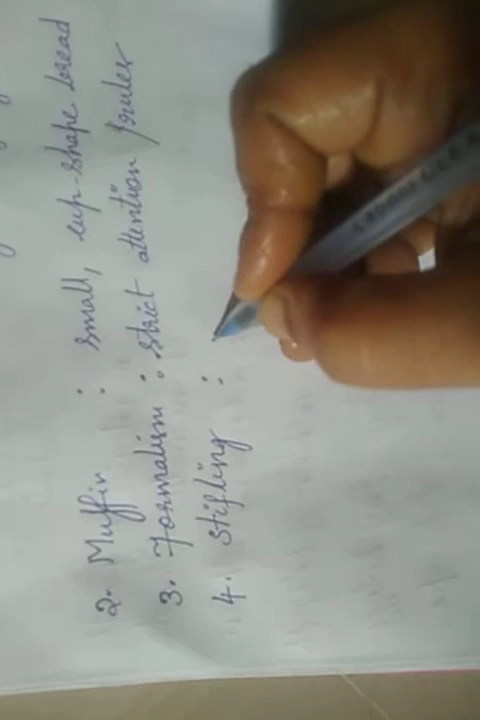 2. Muffin : small, cup-shape bread
3. Formalism : strict attention
4. stifling :